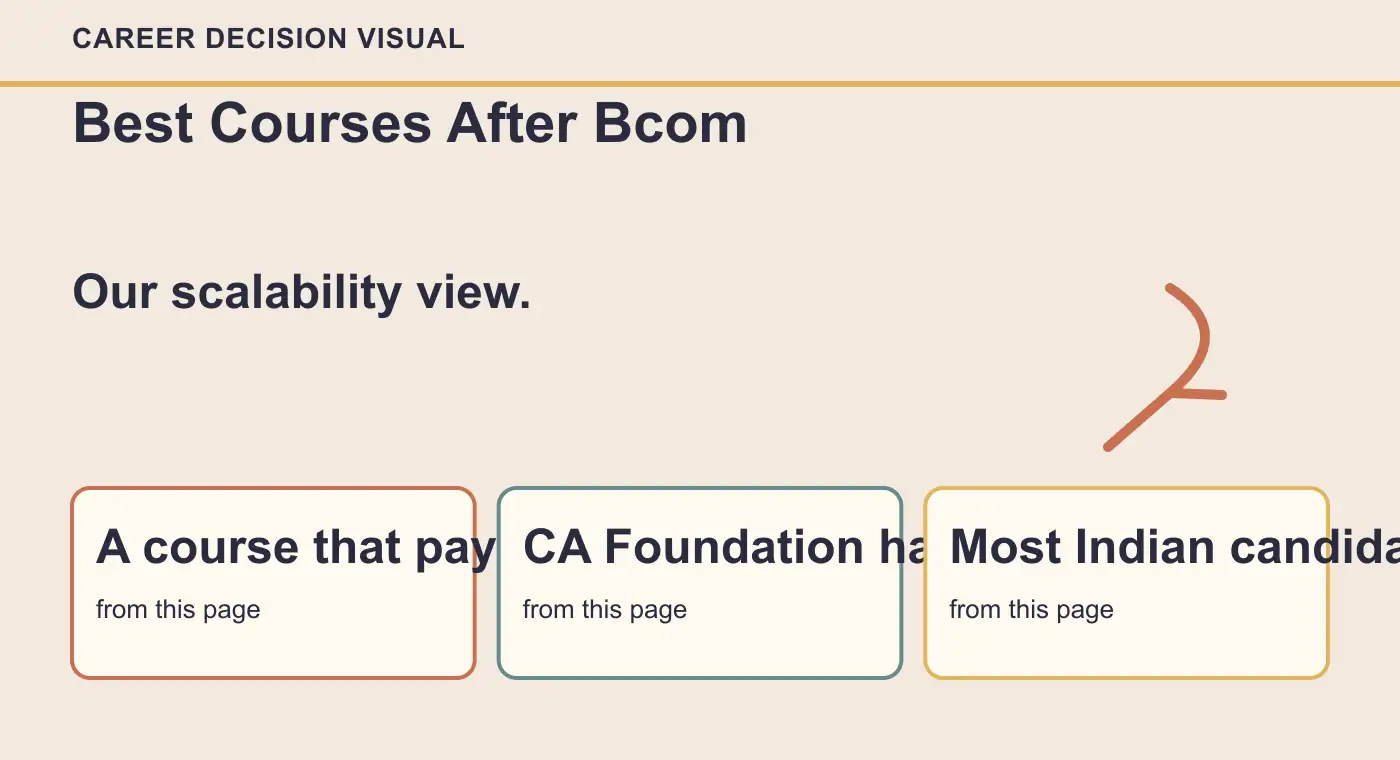 CAREER DECISION VISUAL
Best Courses After Bcom
Our scalability view.
A course that pay
CA Foundation ha
Most Indian candida
from this page
from this page
from this page